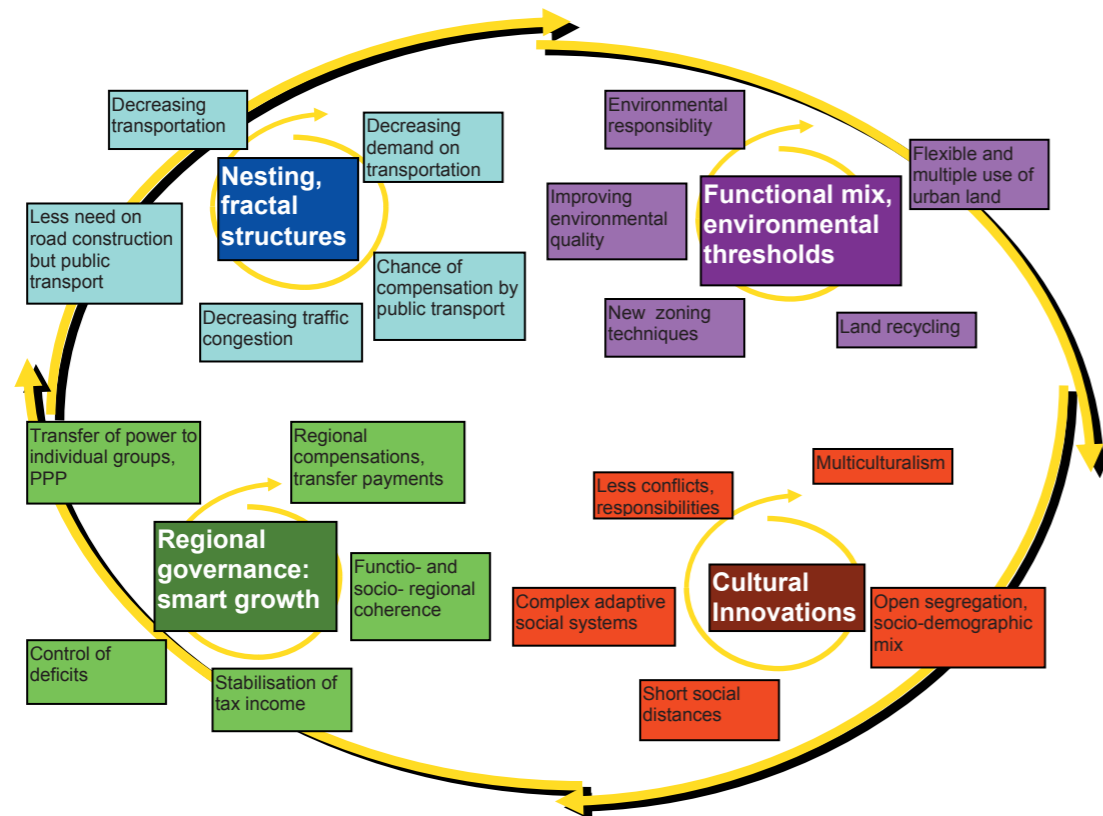 Decreasing
transportation
Decreasing
demand on
transportation
Nesting,
fractal
structures
Less need on
road construction
but public
transport
Chance of
compensation by
public transport
Decreasing traffic
congestion
Environmental
responsiblity
Flexible and
multiple use of
urban land
Improving
environmental
quality
Functional mix,
environmental
thresholds
New zoning
techniques
Land recycling
Transfer of power to
individual groups,
PPP
Regional
compensations,
transfer payments
Regional
governance:
smart growth
Functio- and
socio- regional
coherence
Control of
deficits
Stabilisation of
tax income
Multiculturalism
Less conflicts,
responsibilities
Complex adaptive
social systems
Cultural
Innovations
Open segregation,
socio-demographic
mix
Short social
distances